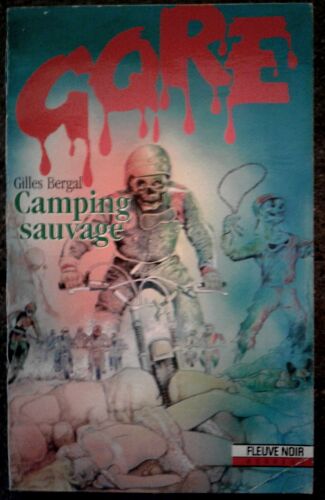 GORE
Gilles Bergal
Camping
sauvage
FLEUVE NOIR